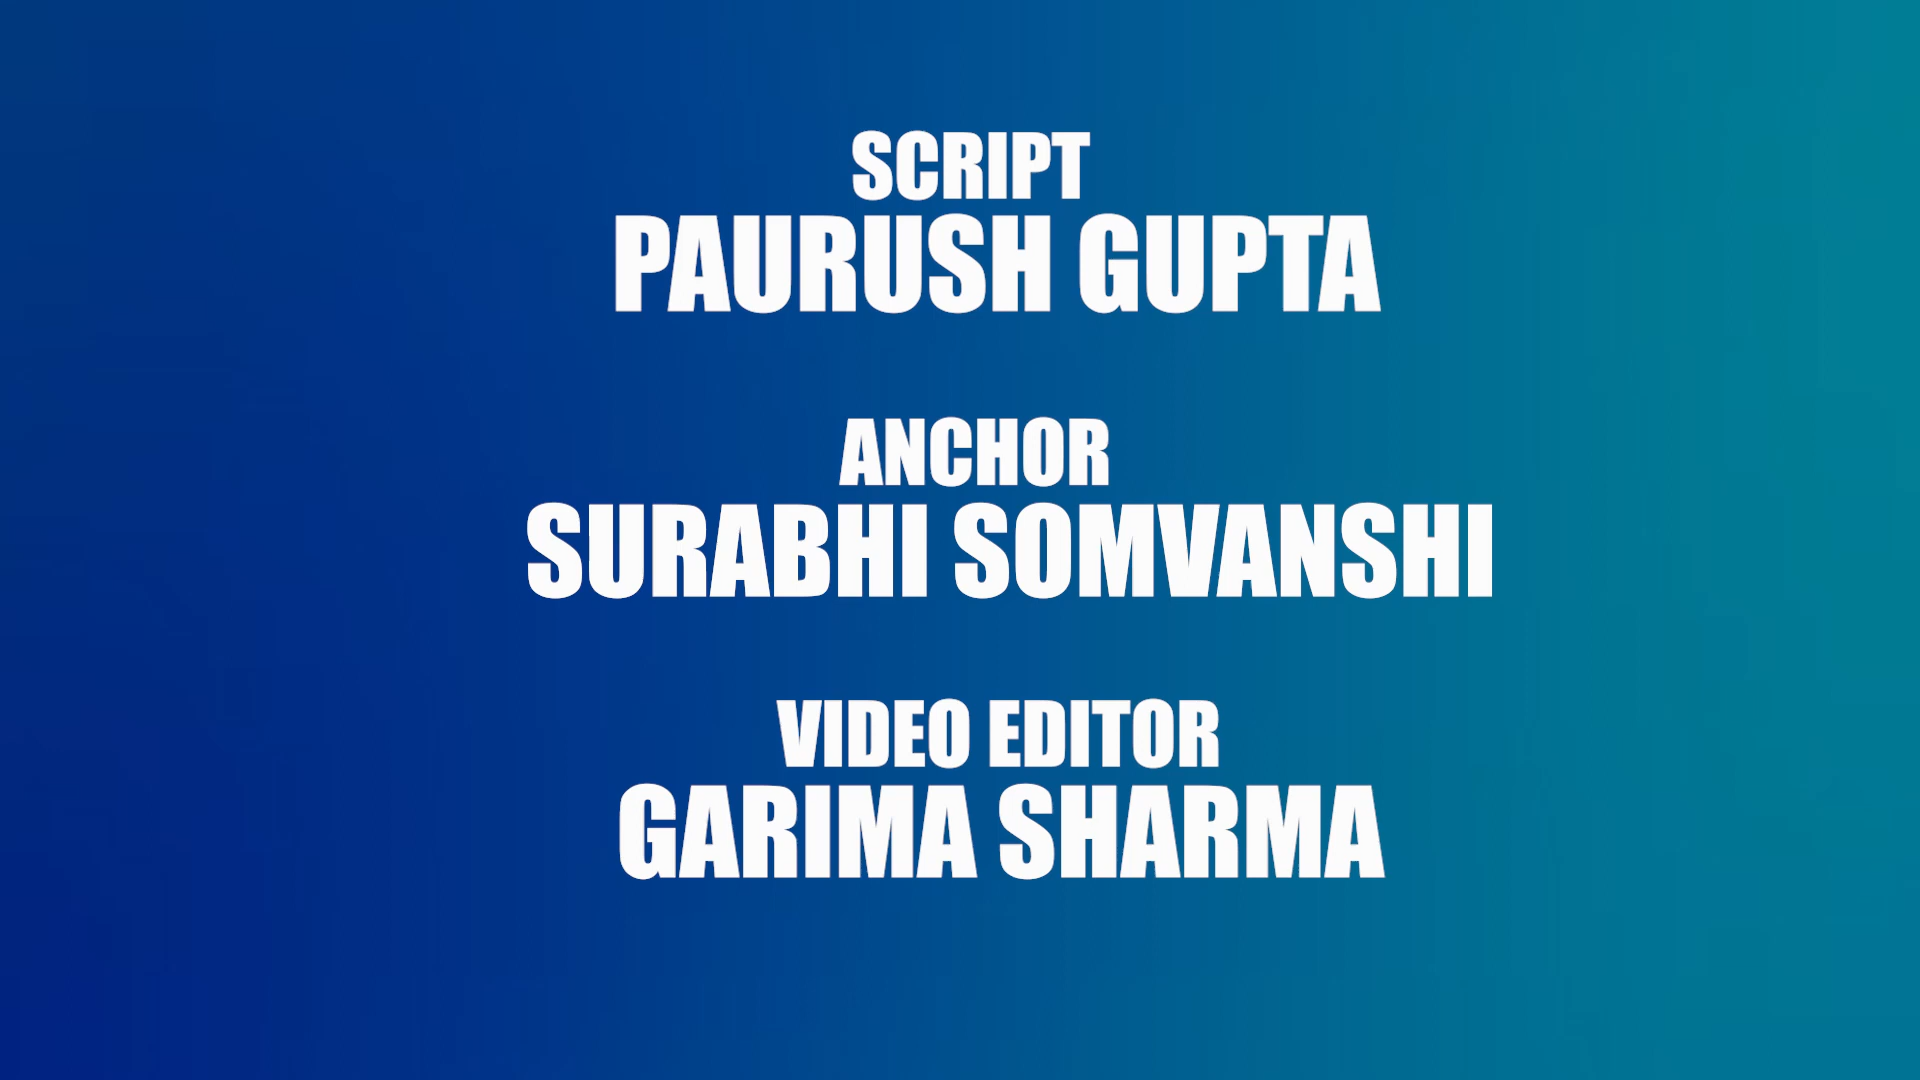 SCRIPT
PAURUSH GUPTA
ANCHOR
SURABHI SOMVANSHI
VIDEO EDITOR
GARIMA SHARMA